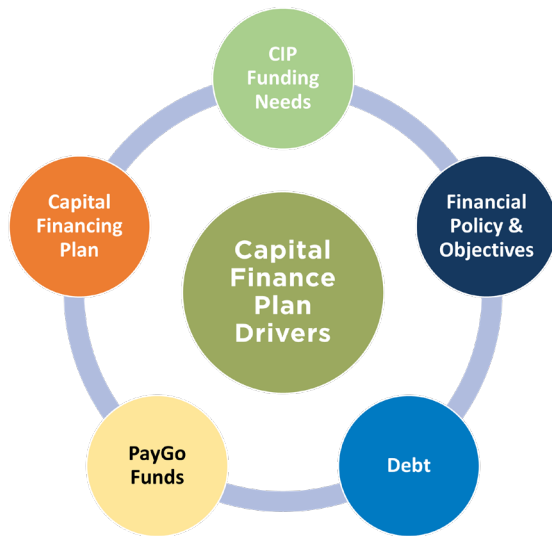 CIP
Funding
Needs
Financial
Policy &
Objectives
Debt
PayGo
Funds
Capital
Financing
Plan
Capital
Finance
Plan
Drivers